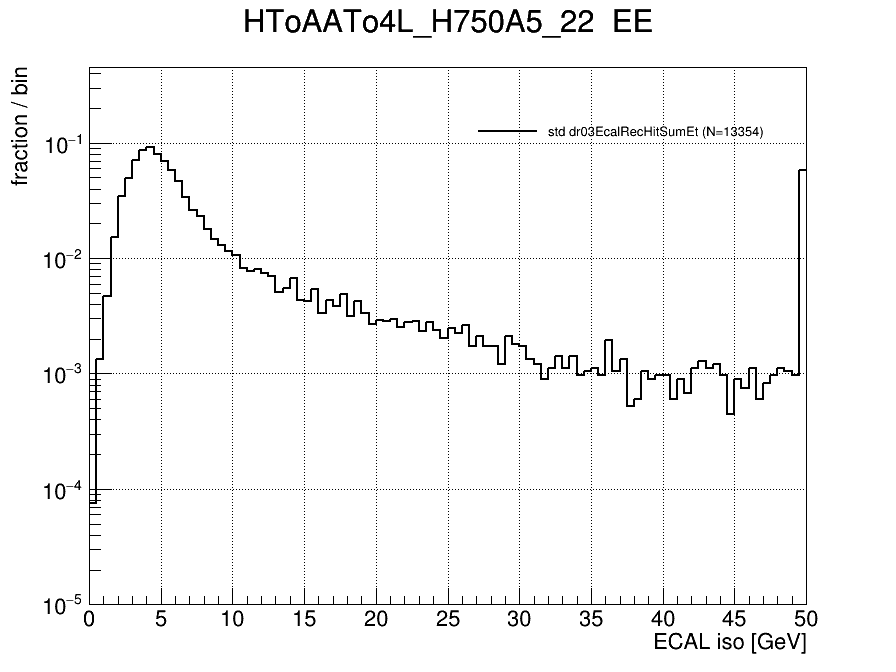 HToAATo4L_H750A5_22 EE
fraction / bin
std dr03EcalRecHitSumEt (N=13354)
10⁻¹
10⁻²
10⁻³
10⁻⁴
10⁻⁵
0 5 10 15 20 25 30 35 40 45 50
ECAL iso [GeV]